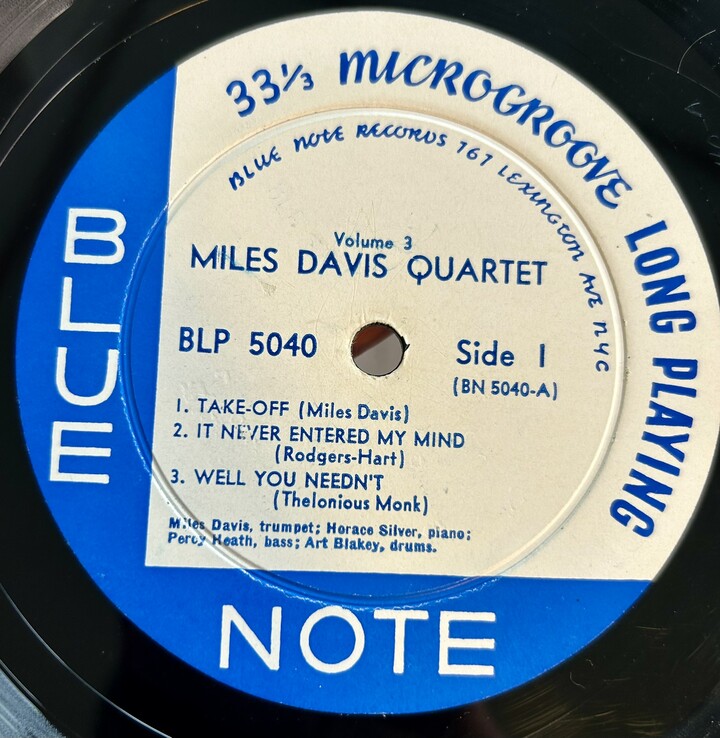 33⅓ MICROGROOVE LONG PLAYING
BLUE NOTE RECORDS 767 LEXINGTON AVE NYC
Volume 3
MILES DAVIS QUARTET
BLP 5040
Side 1
(BN 5040-A)
1. TAKE-OFF (Miles Davis)
2. IT NEVER ENTERED MY MIND
(Rodgers-Hart)
3. WELL YOU NEEDN'T
(Thelonious Monk)
Miles Davis, trumpet; Horace Silver, piano;
Percy Heath, bass; Art Blakey, drums.
BLUE
NOTE